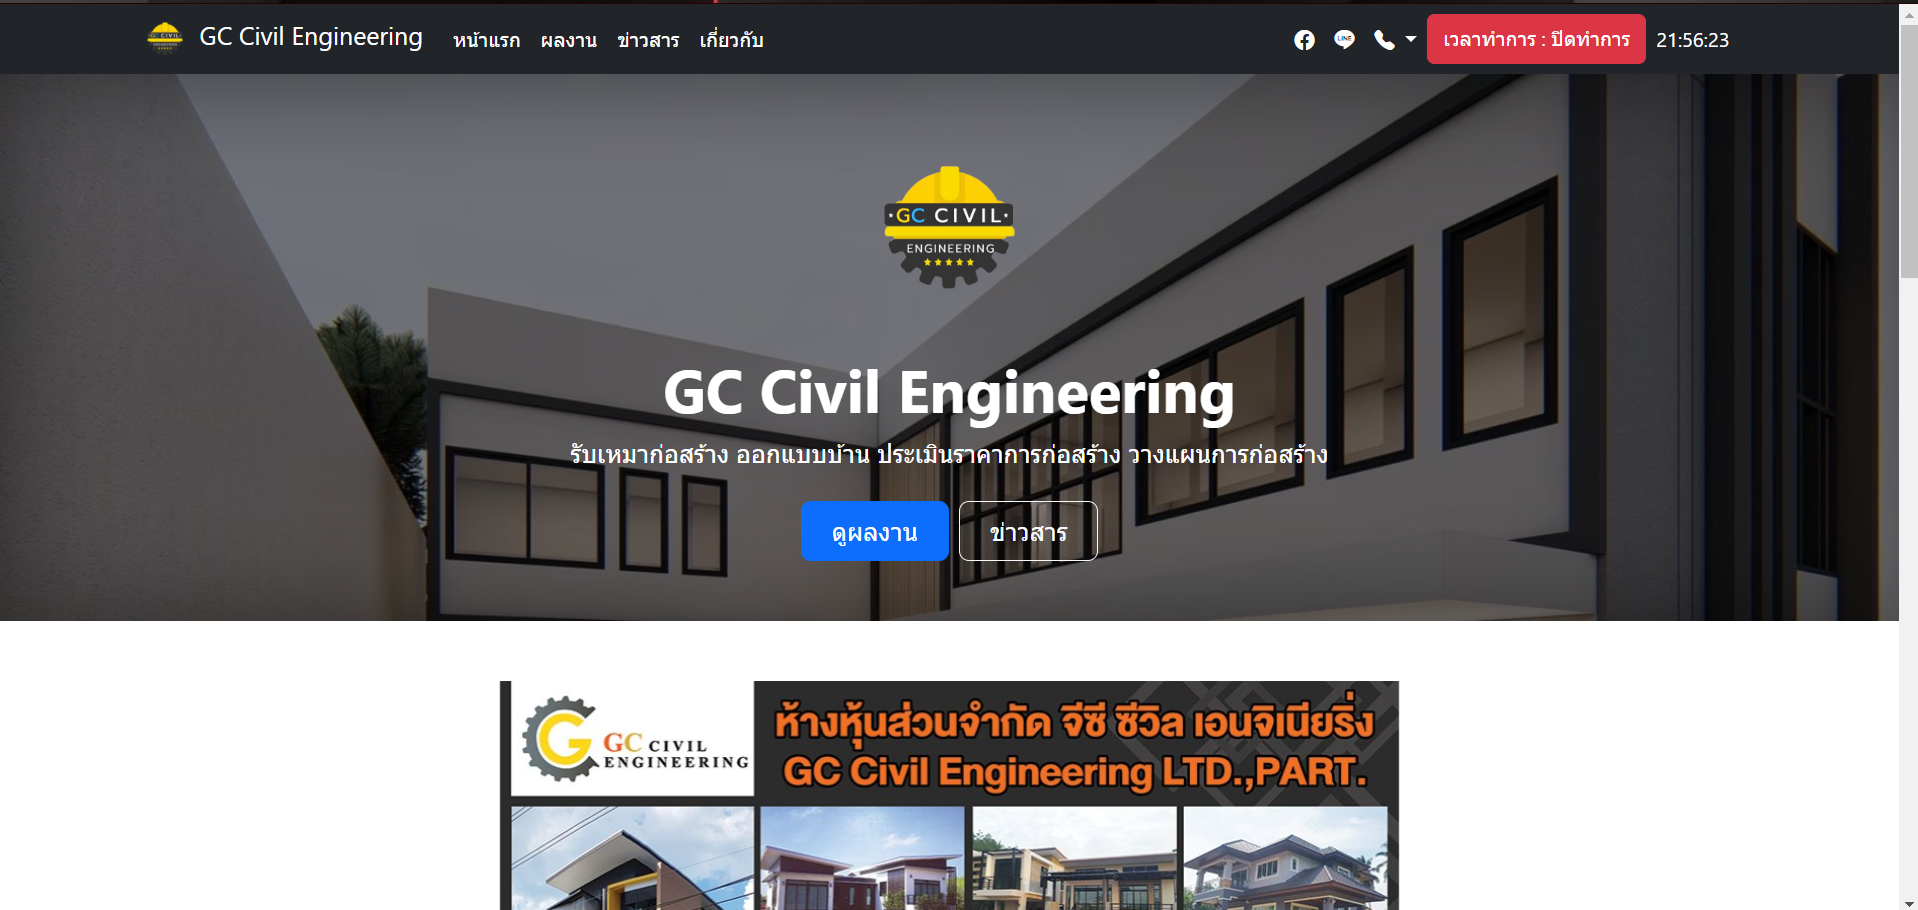 GC CIVIL
ENGINEERING
GC Civil Engineering
หน้าแรก
ผลงาน
ข่าวสาร
เกี่ยวกับ
LINE
เวลาทำการ : ปิดทำการ
21:56:23
GC CIVIL
ENGINEERING
GC Civil Engineering
รับเหมาก่อสร้าง ออกแบบบ้าน ประเมินราคาการก่อสร้าง วางแผนการก่อสร้าง
ดูผลงาน
ข่าวสาร
GC CIVIL
ENGINEERING
ห้างหุ้นส่วนจำกัด จีซี ซีวิล เอนจิเนียริ่ง
GC Civil Engineering LTD.,PART.